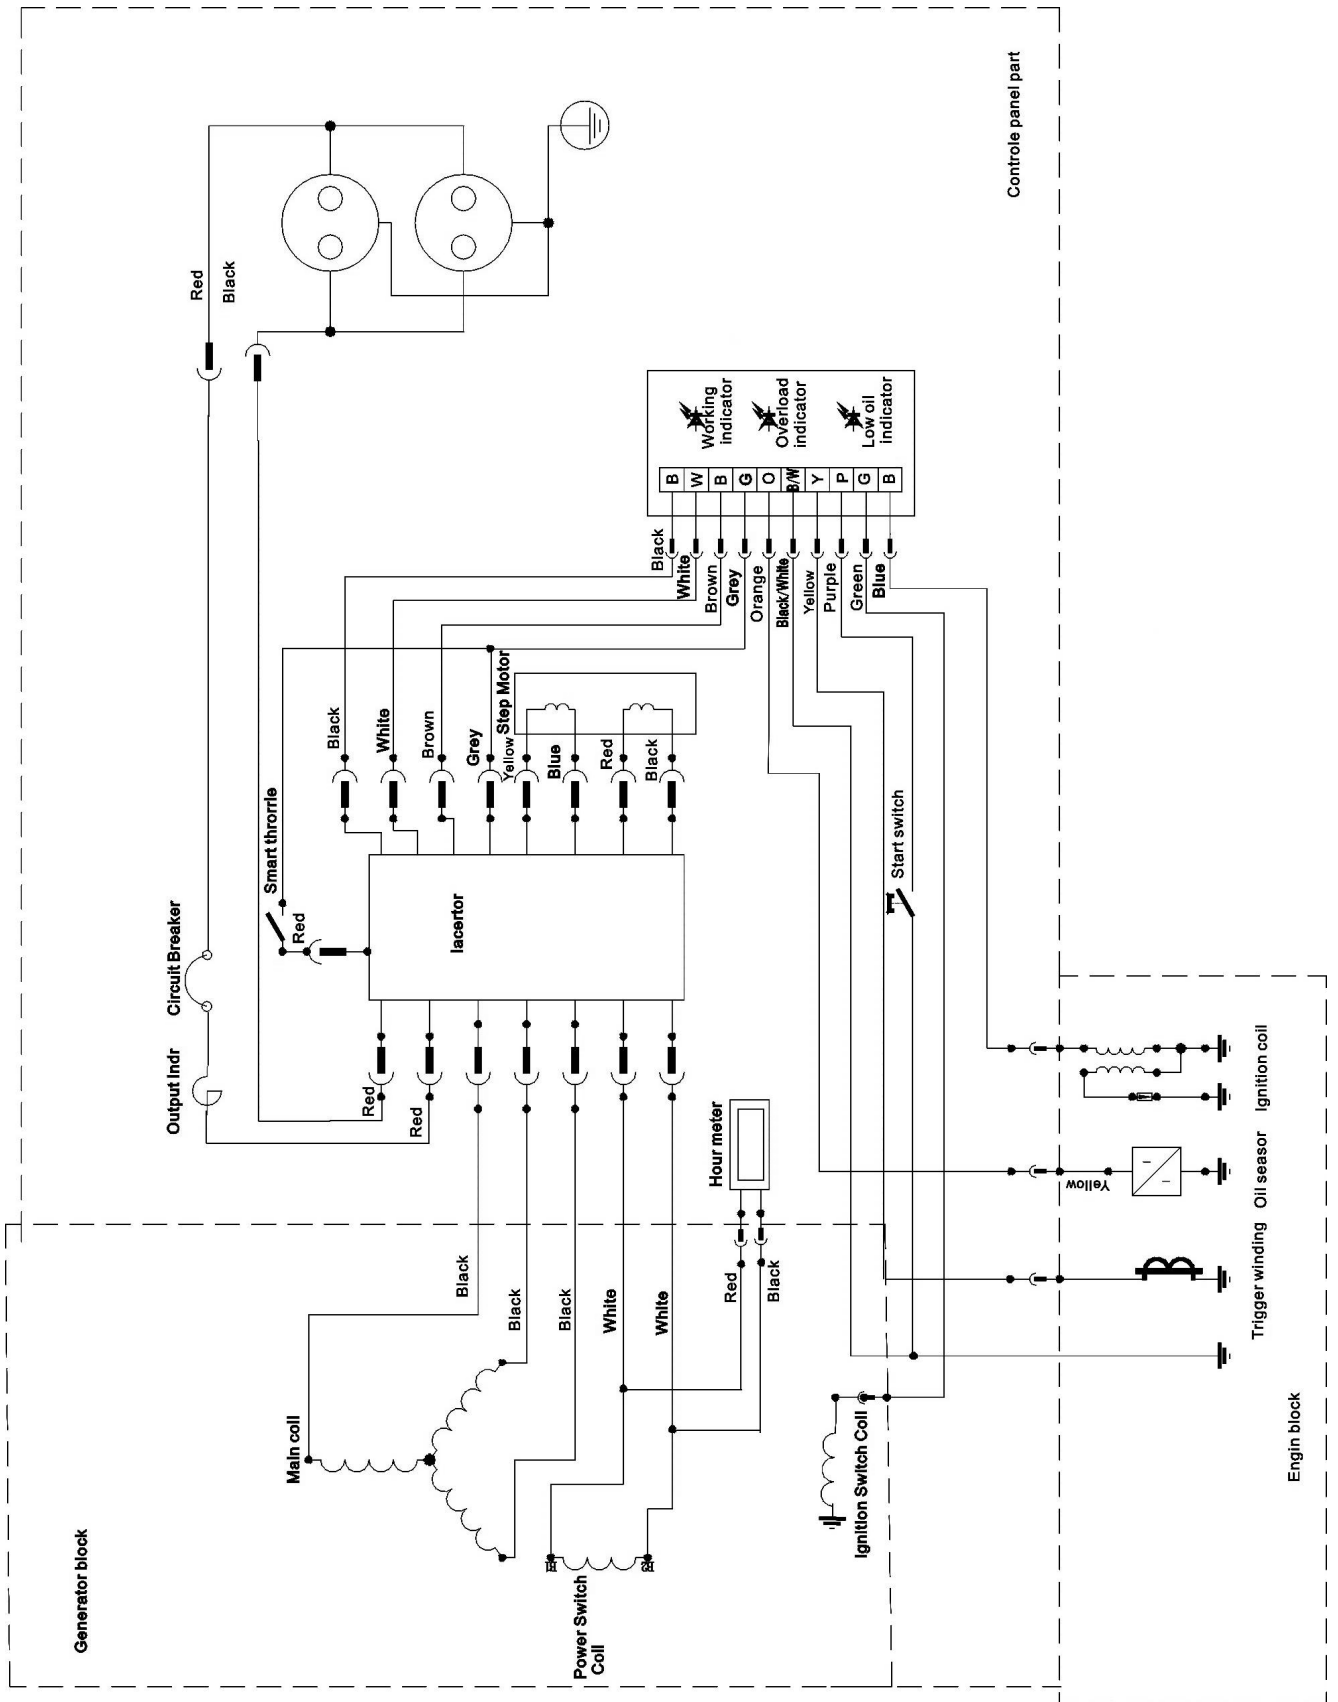 Generator block
Output Indr
Circuit Breaker
Red
Black
Smart throrrle
Main coll
Red
Red
Black
Red
lacertor
White
Brown
Black
Grey
Yellow
Step Motor
Black
Black
Blue
White
Red
White
Black
Power Switch
Coll
Hour meter
Red
Black
Black
White
Brown
Grey
Orange
Black/White
Yellow
Purple
Green
Blue
B
W
B
G
O
B/W
Y
P
G
B
Working
indicator
Overload
indicator
Low oil
indicator
Ignition Switch Coll
Start switch
Controle panel part
Yellow
Trigger winding
Oil seasor
Ignition coil
Engin block